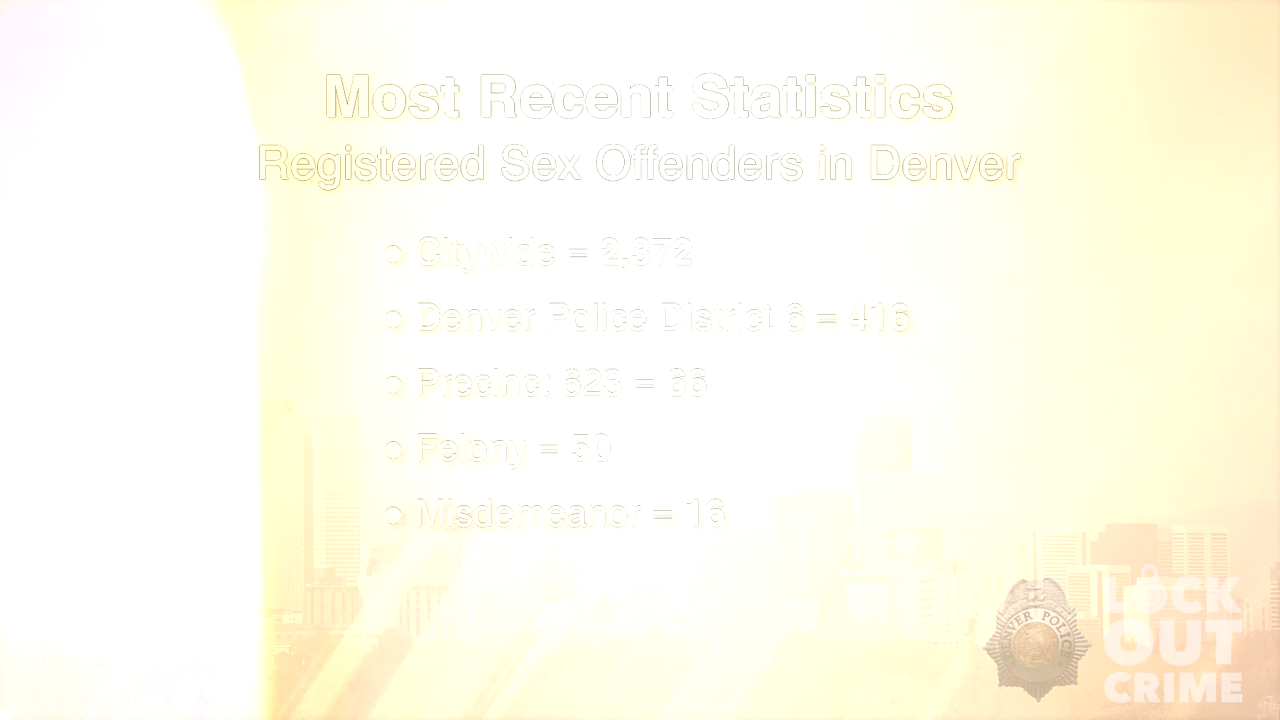 Most Recent Statistics
Registered Sex Offenders in Denver
• Citywide = 2,372
• Denver Police District 6 = 416
• Precinct 623 = 66
• Felony = 50
• Misdemeanor = 16
DENVER POLICE
LOCK
OUT
CRIME